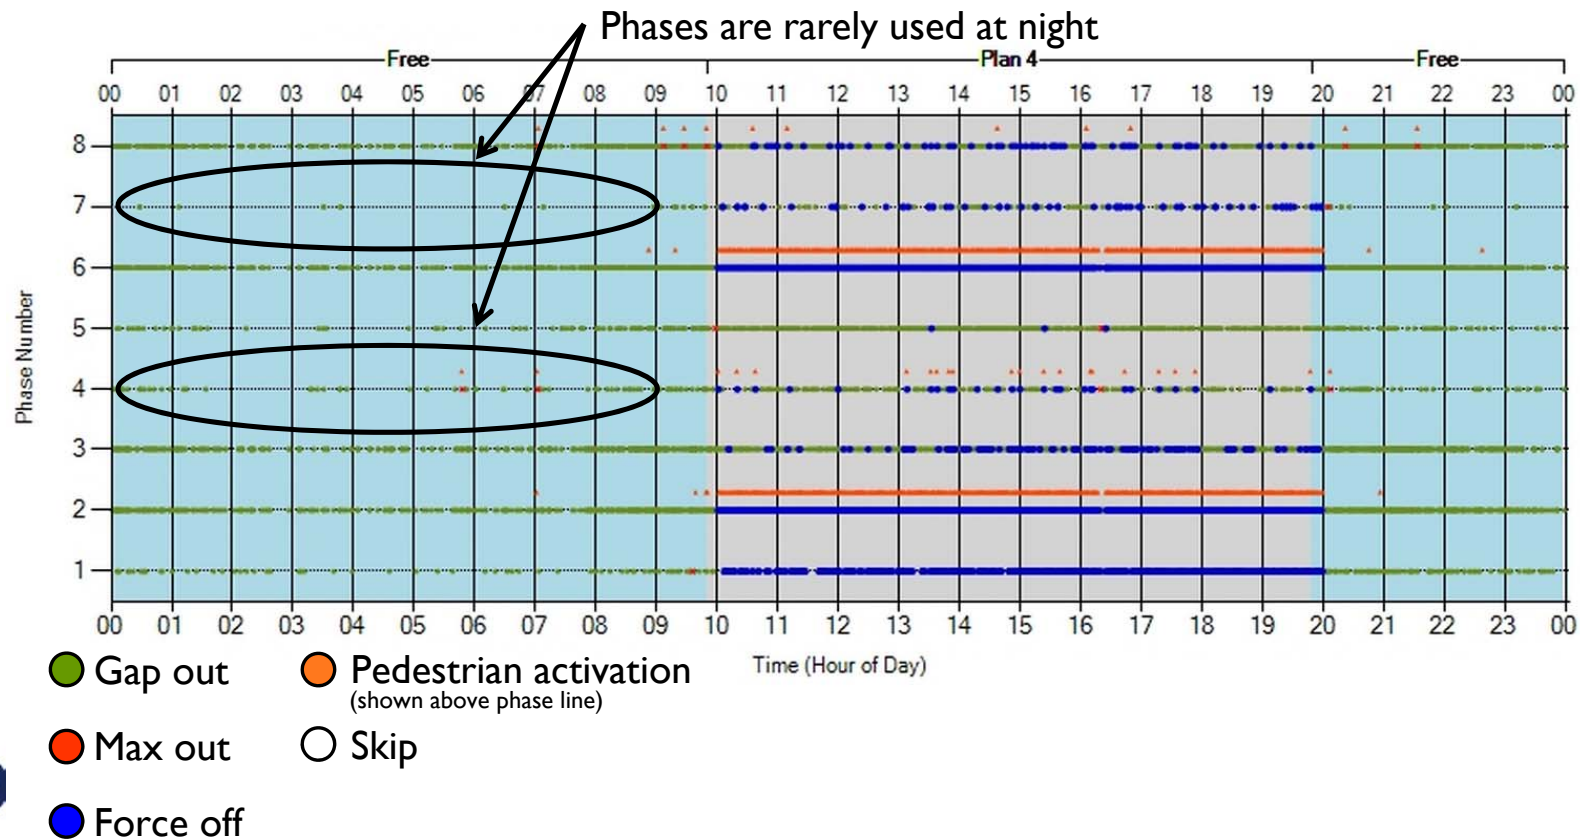 Phases are rarely used at night
Free Plan 4 Free
00 01 02 03 04 05 06 07 08 09 10 11 12 13 14 15 16 17 18 19 20 21 22 23 00
8
7
6
5
4
3
2
1
Phase Number
00 01 02 03 04 05 06 07 08 09 10 11 12 13 14 15 16 17 18 19 20 21 22 23 00
Time (Hour of Day)
Gap out
Pedestrian activation
(shown above phase line)
Max out
Skip
Force off